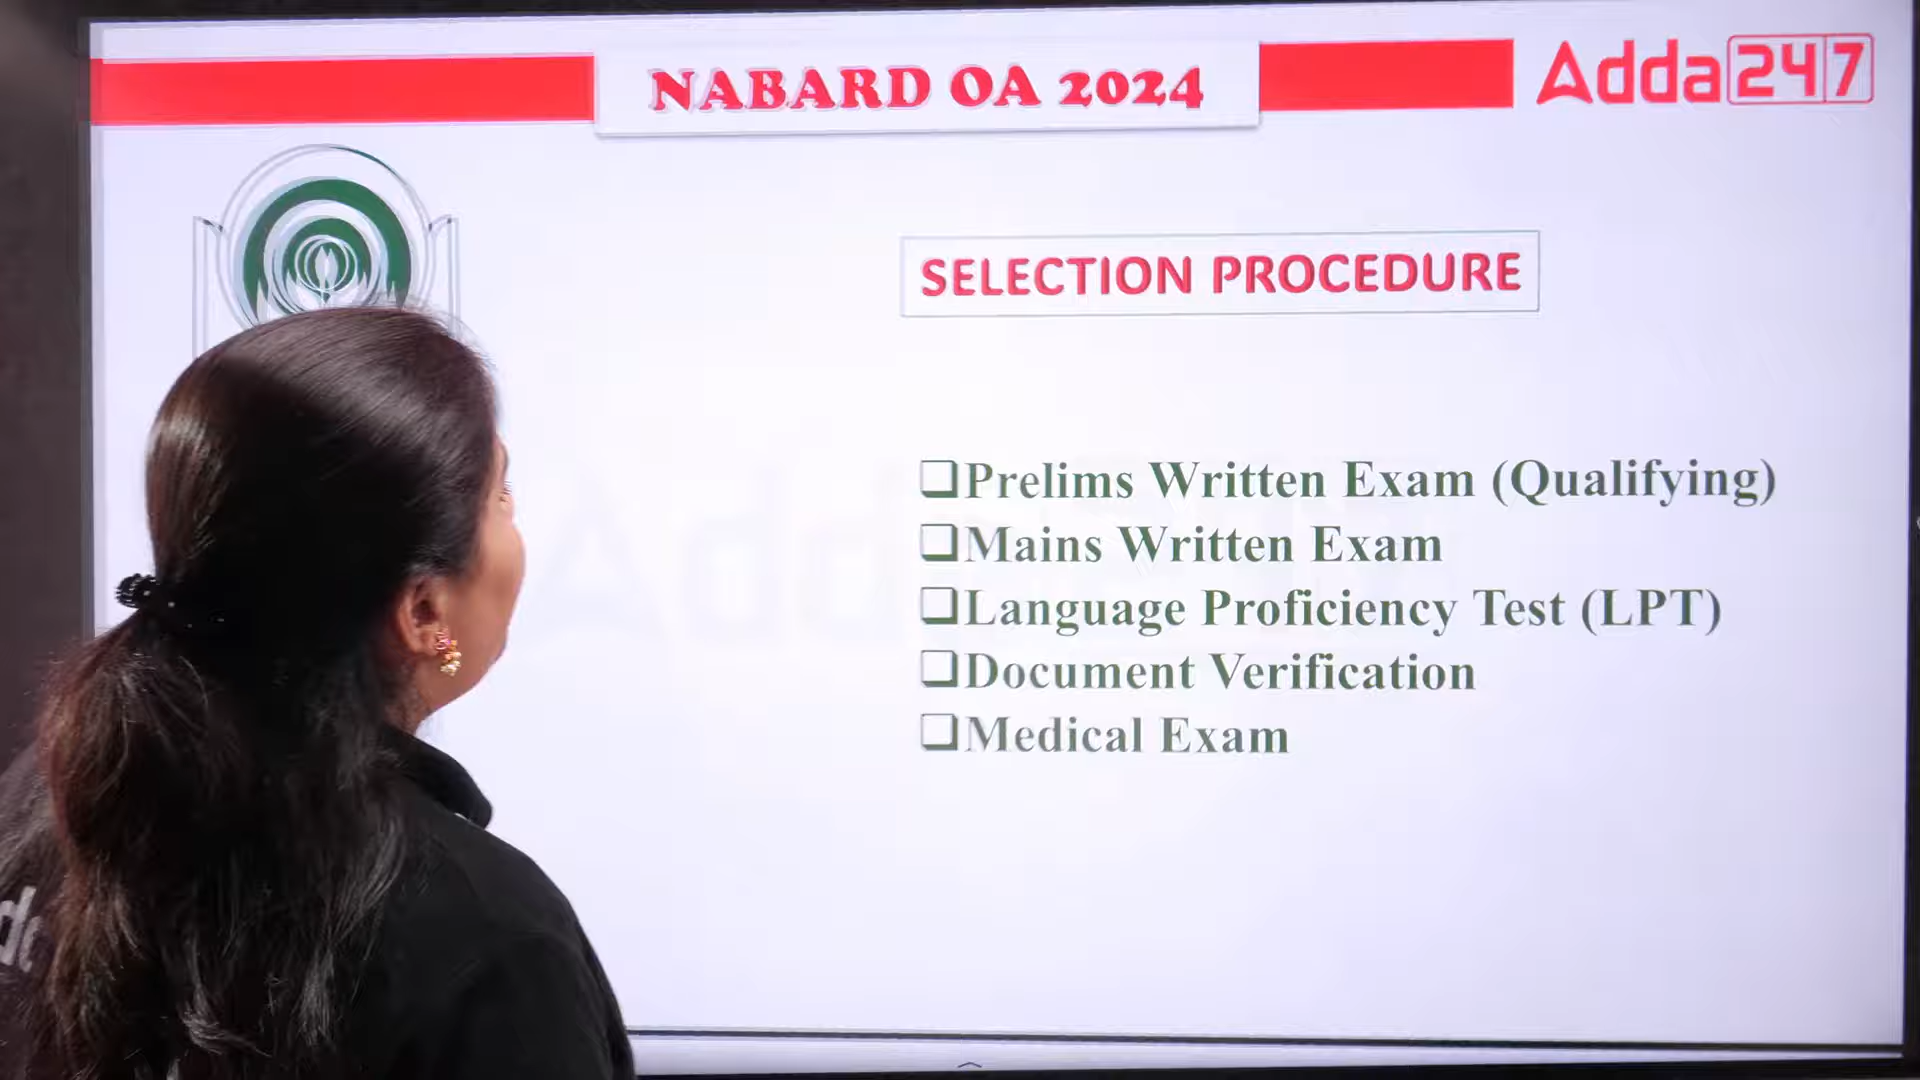 NABARD OA 2024
Adda247
SELECTION PROCEDURE
❑Prelims Written Exam (Qualifying)
❑Mains Written Exam
❑Language Proficiency Test (LPT)
❑Document Verification
❑Medical Exam